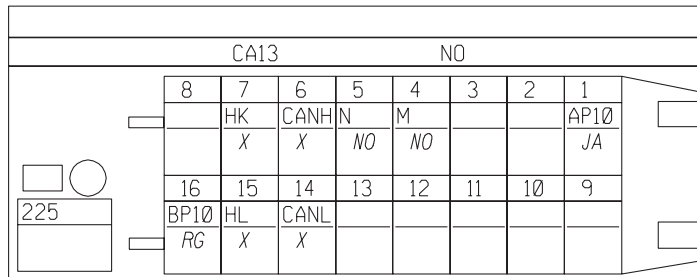 CA13 NO
8 7 6 5 4 3 2 1
HK CANH N M AP10
X X NO NO JA
16 15 14 13 12 11 10 9
225
BP10 HL CANL
RG X X